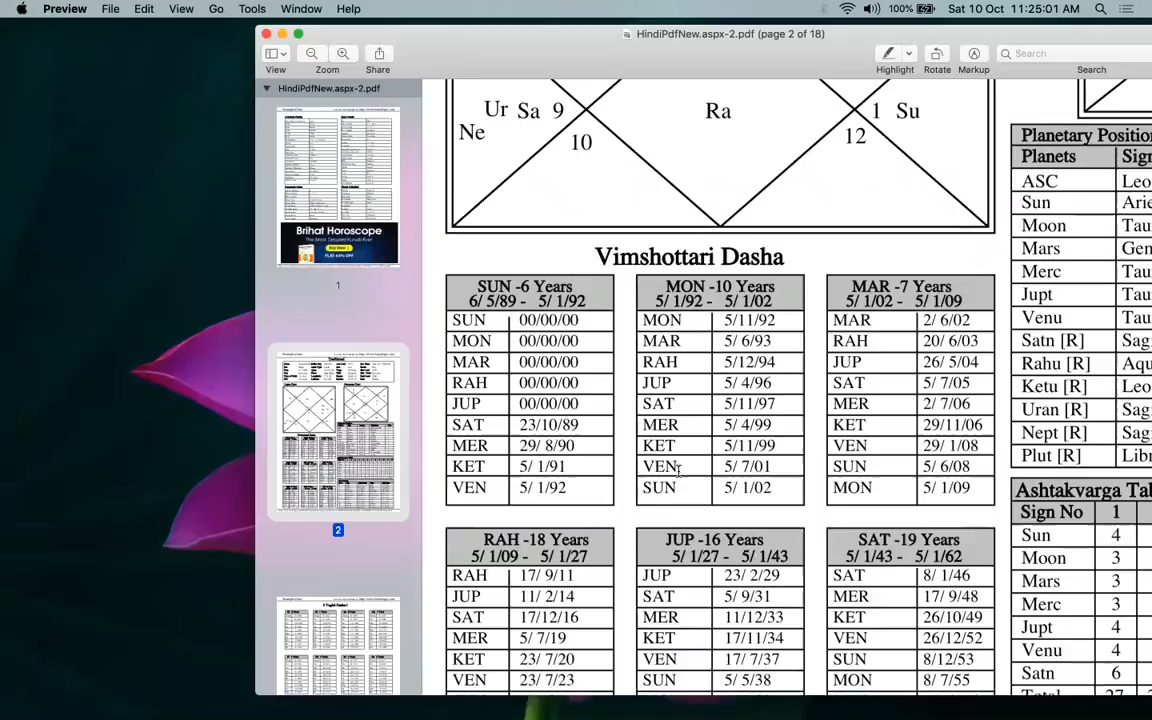 Preview File Edit View Go Tools Window Help 100% Sat 10 Oct 11:25:01 AM
HindiPdfNew.aspx-2.pdf (page 2 of 18)
View Zoom Share Highlight Rotate Markup Search
Search
HindiPdfNew.aspx-2.pdf
Brihat Horoscope
1
2
Ur Sa 9 Ra 1 Su
Ne
10 12
Vimshottari Dasha
SUN -6 Years
6/ 5/89 - 5/ 1/92
SUN 00/00/00
MON 00/00/00
MAR 00/00/00
RAH 00/00/00
JUP 00/00/00
SAT 23/10/89
MER 29/ 8/90
KET 5/ 1/91
VEN 5/ 1/92
MON -10 Years
5/ 1/92 - 5/ 1/02
MON 5/11/92
MAR 5/ 6/93
RAH 5/12/94
JUP 5/ 4/96
SAT 5/11/97
MER 5/ 4/99
KET 5/11/99
VEN 5/ 7/01
SUN 5/ 1/02
MAR -7 Years
5/ 1/02 - 5/ 1/09
MAR 2/ 6/02
RAH 20/ 6/03
JUP 26/ 5/04
SAT 5/ 7/05
MER 2/ 7/06
KET 29/11/06
VEN 29/ 1/08
SUN 5/ 6/08
MON 5/ 1/09
RAH -18 Years
5/ 1/09 - 5/ 1/27
RAH 17/ 9/11
JUP 11/ 2/14
SAT 17/12/16
MER 5/ 7/19
KET 23/ 7/20
VEN 23/ 7/23
JUP -16 Years
5/ 1/27 - 5/ 1/43
JUP 23/ 2/29
SAT 5/ 9/31
MER 11/12/33
KET 17/11/34
VEN 17/ 7/37
SUN 5/ 5/38
SAT -19 Years
5/ 1/43 - 5/ 1/62
SAT 8/ 1/46
MER 17/ 9/48
KET 26/10/49
VEN 26/12/52
SUN 8/12/53
MON 8/ 7/55
Planetary Positio
Planets Sig
ASC Leo
Sun Arie
Moon Tau
Mars Gen
Merc Tau
Jupt Tau
Venu Tau
Satn [R] Sag
Rahu [R] Aqu
Ketu [R] Leo
Uran [R] Sag
Nept [R] Sag
Plut [R] Libr
Ashtakvarga Ta
Sign No 1
Sun 4
Moon 3
Mars 3
Merc 3
Jupt 4
Venu 4
Satn 6